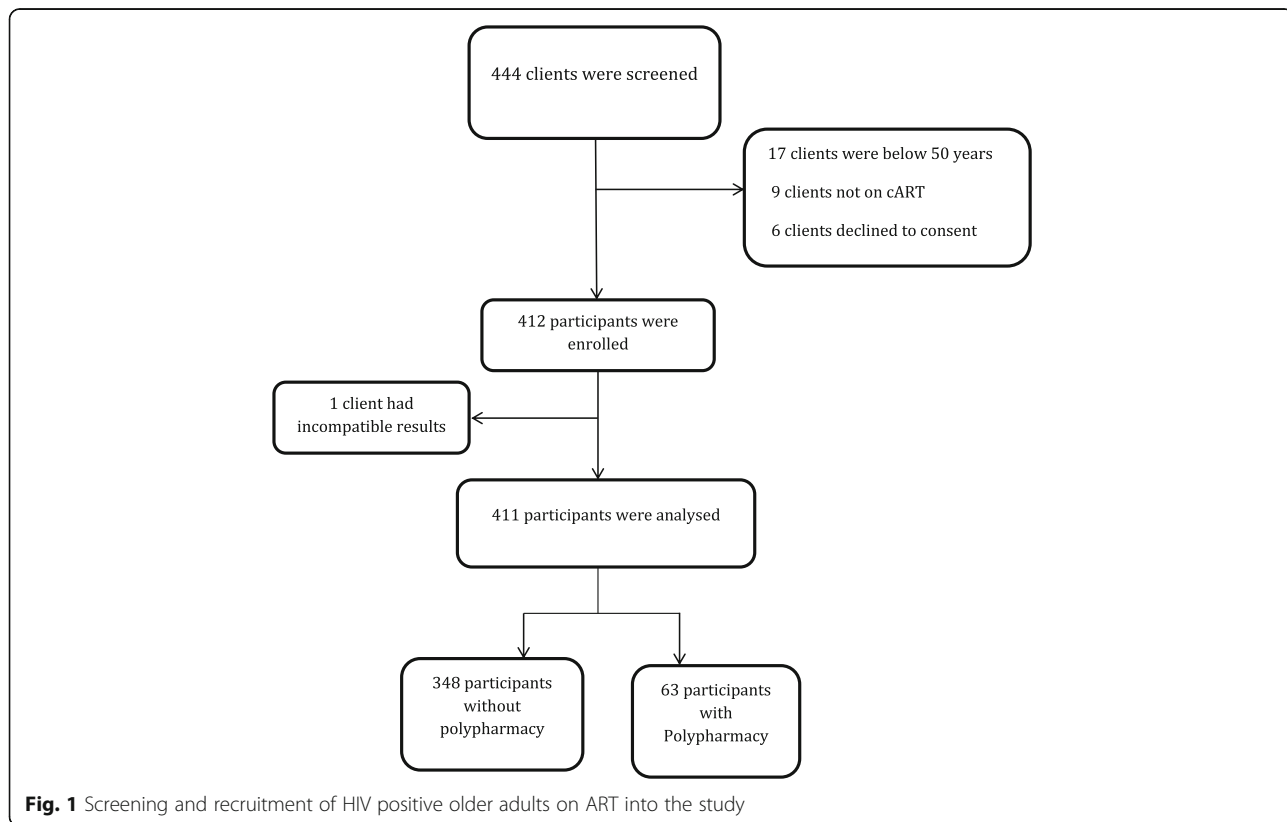 444 clients were screened
17 clients were below 50 years
9 clients not on cART
6 clients declined to consent
412 participants were
enrolled
1 client had
incompatible results
411 participants were analysed
348 participants
without
polypharmacy
63 participants
with
Polypharmacy
Fig. 1 Screening and recruitment of HIV positive older adults on ART into the study